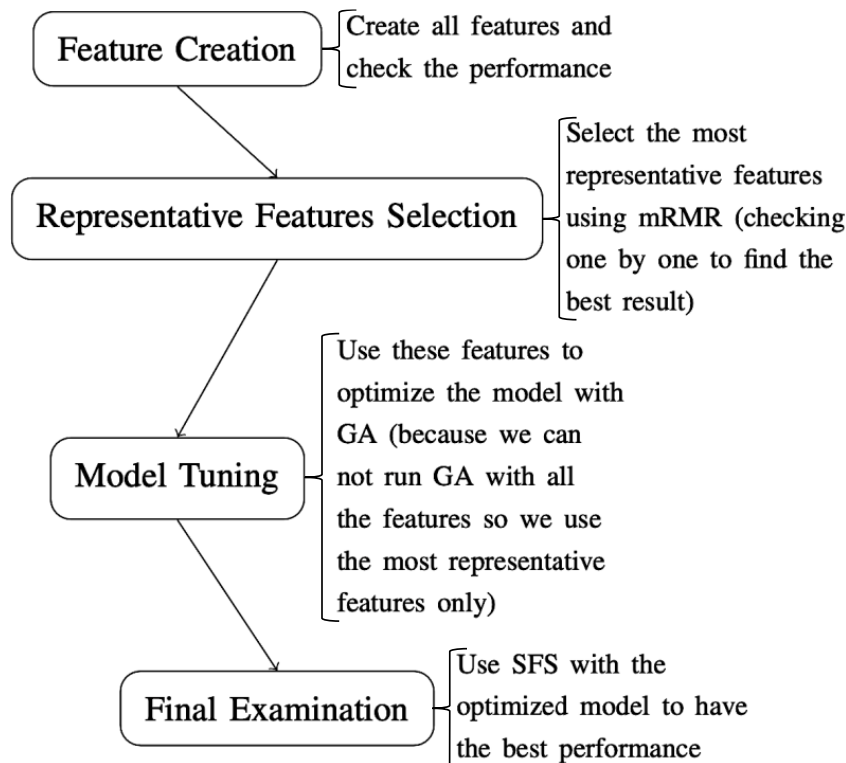 Feature Creation
Create all features and
check the performance
Representative Features Selection
Select the most
representative features
using mRMR (checking
one by one to find the
best result)
Model Tuning
Use these features to
optimize the model with
GA (because we can
not run GA with all
the features so we use
the most representative
features only)
Final Examination
Use SFS with the
optimized model to have
the best performance